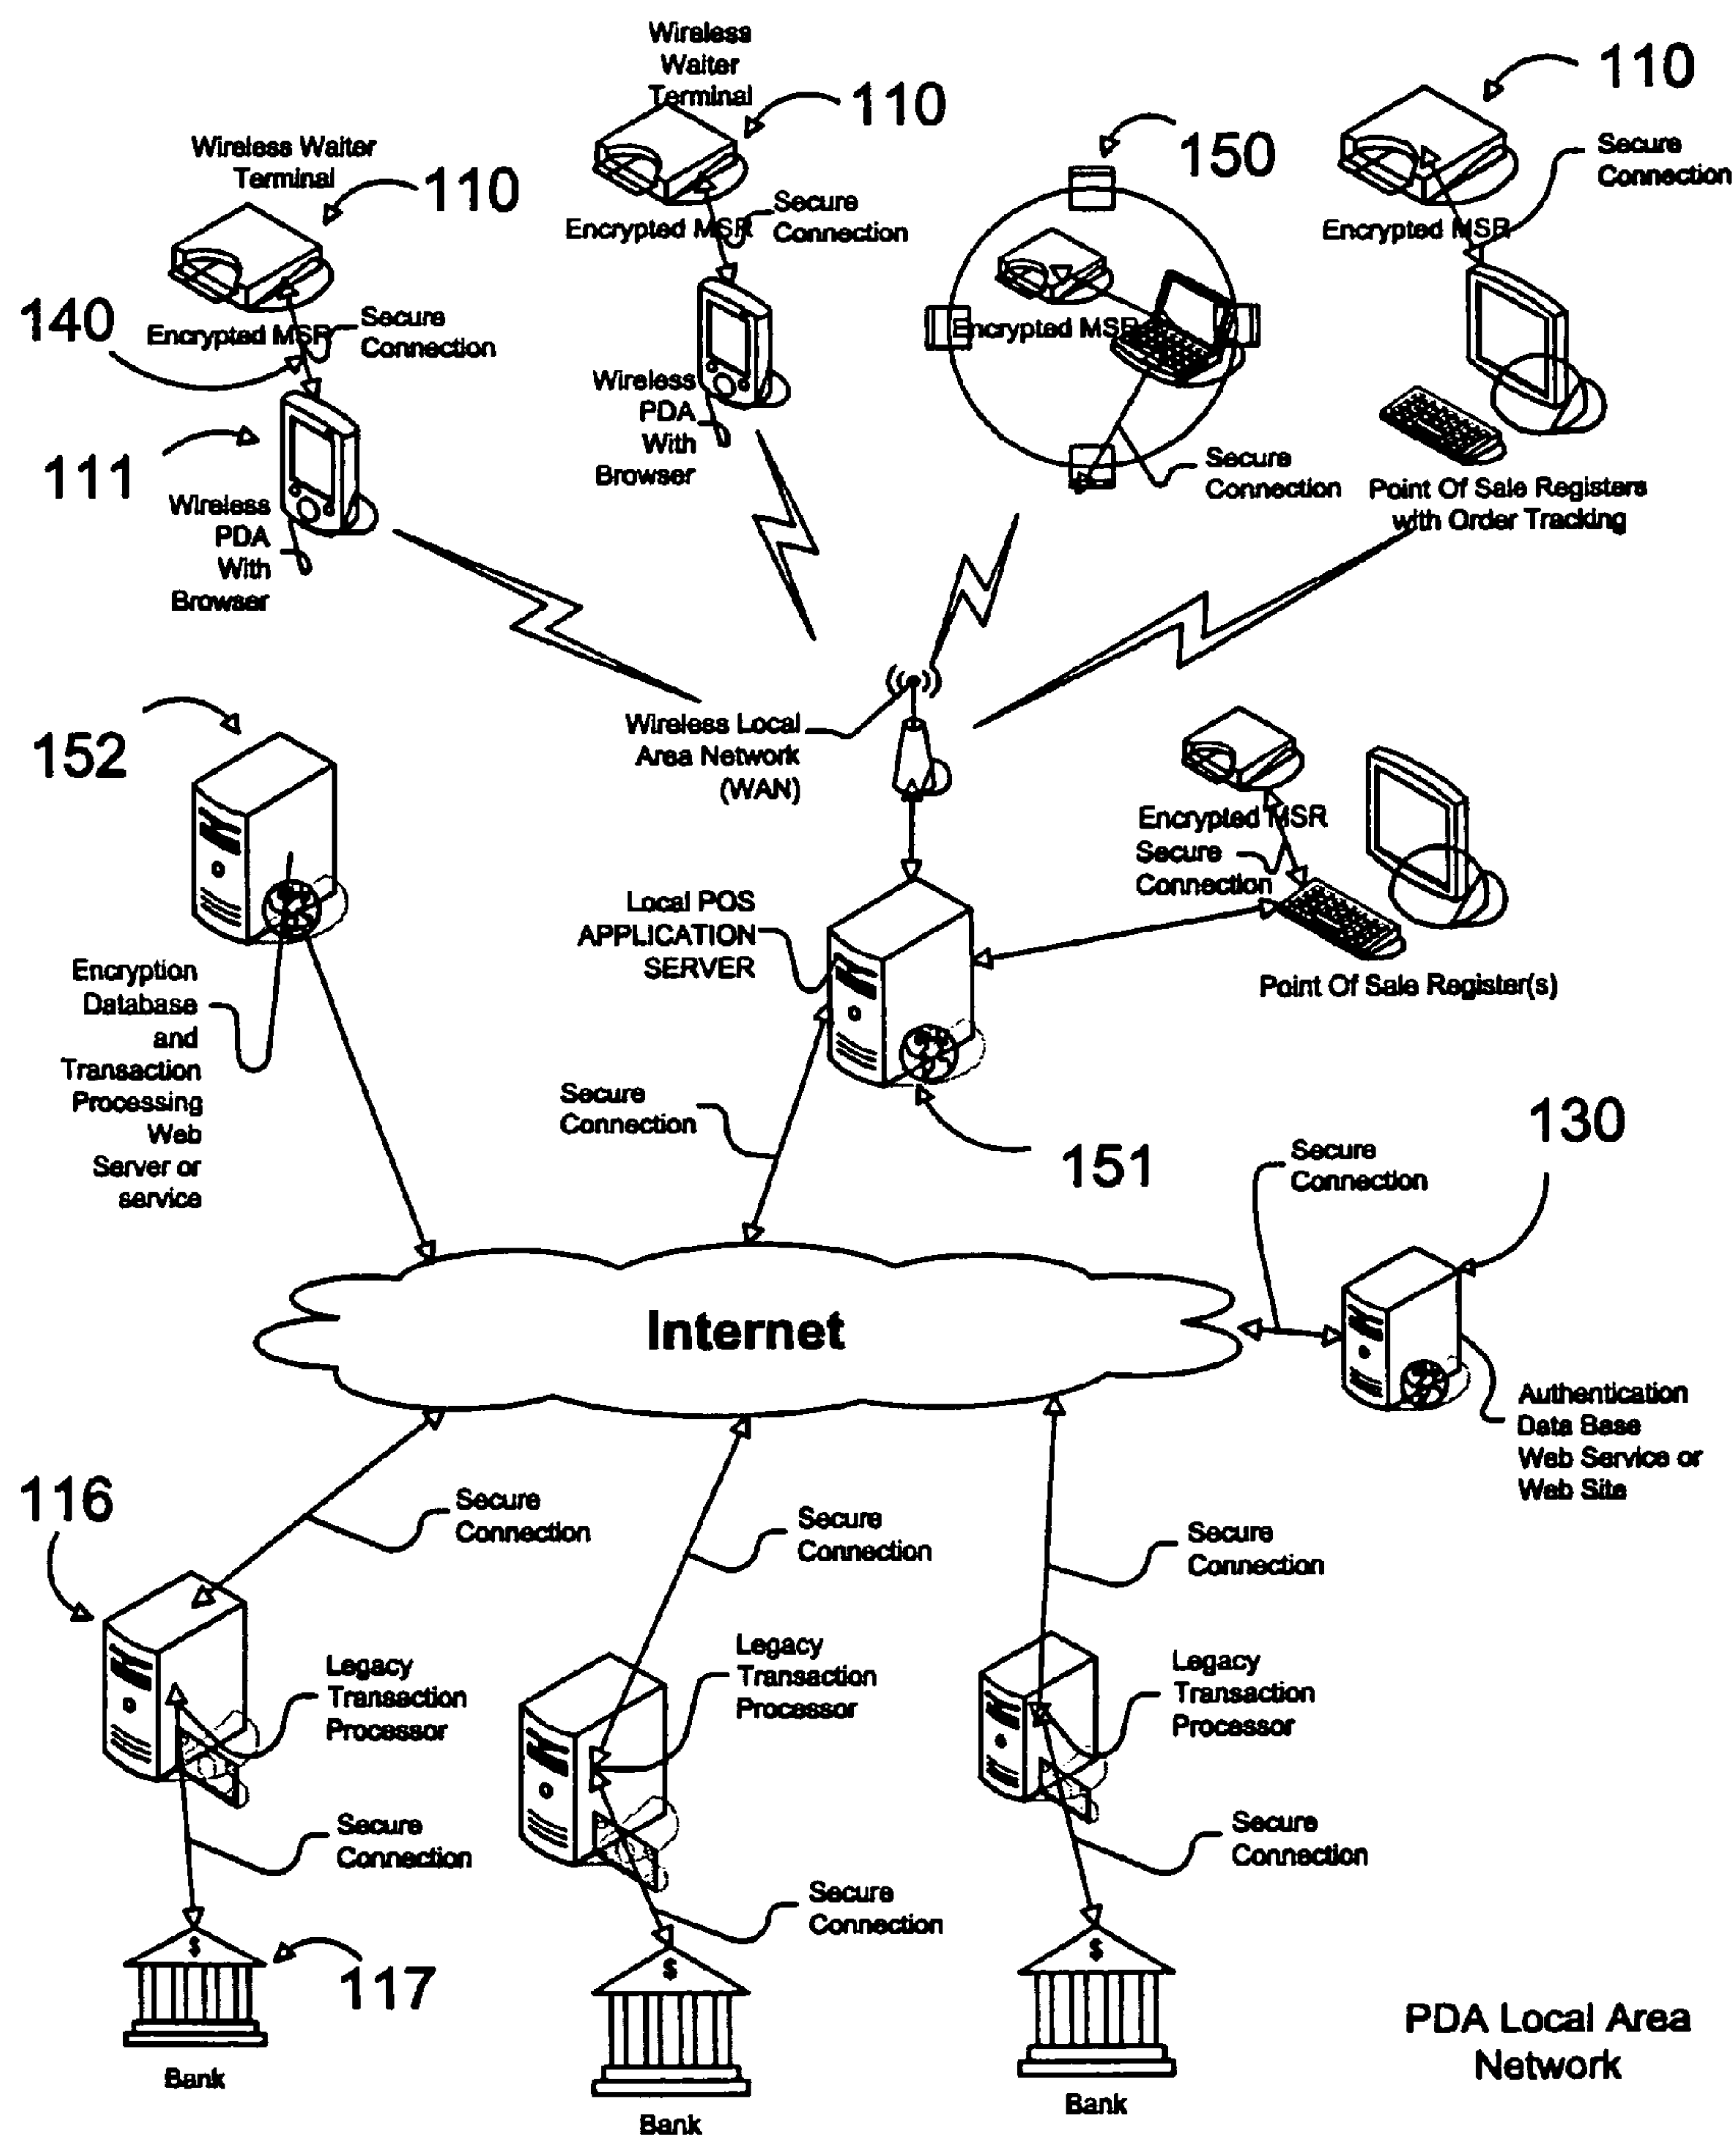 Wireless
Waiter
Terminal
110
110
Secure
Connection
Encrypted MSR
150
Wireless Waiter
Terminal
110
Secure
Connection
Encrypted MSR
Encrypted MSR
140
Secure
Connection
Encrypted MSR
Wireless
PDA
With
Browser
Secure
Connection
Point Of Sale Registers
with Order Tracking
111
Wireless
PDA
With
Browser
152
Wireless Local
Area Network
(WAN)
Encrypted MSR
Secure
Connection
Local POS
APPLICATION
SERVER
Point Of Sale Register(s)
Encryption
Database
and
Transaction
Processing
Web
Server or
service
Secure
Connection
151
130
Secure
Connection
Internet
Authentication
Data Base
Web Service or
Web Site
116
Secure
Connection
Secure
Connection
Secure
Connection
Legacy
Transaction
Processor
Legacy
Transaction
Processor
Legacy
Transaction
Processor
Secure
Connection
Secure
Connection
Secure
Connection
$
$
$
117
Bank
Bank
Bank
PDA Local Area
Network